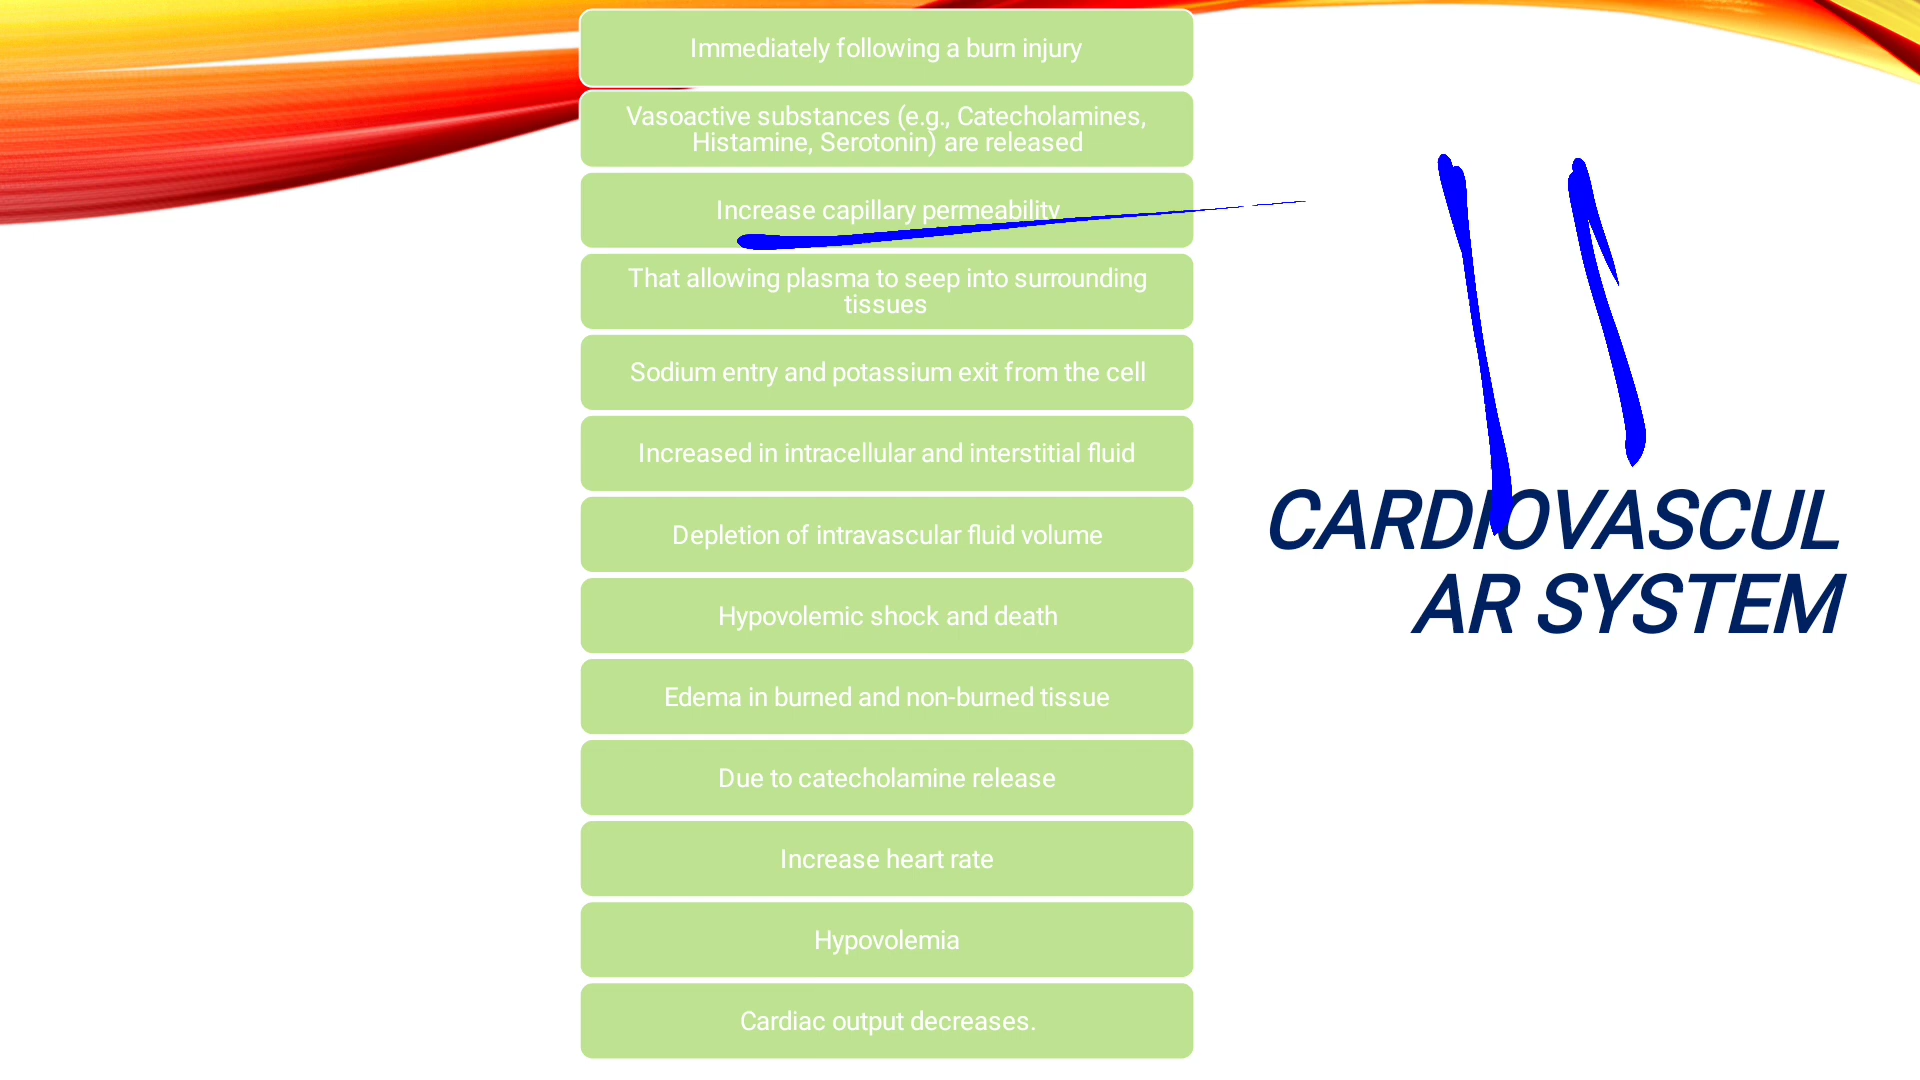 Immediately following a burn injury
Vasoactive substances (e.g., Catecholamines,
Histamine, Serotonin) are released
Increase capillary permeability
That allowing plasma to seep into surrounding
tissues
Sodium entry and potassium exit from the cell
Increased in intracellular and interstitial fluid
Depletion of intravascular fluid volume
Hypovolemic shock and death
Edema in burned and non-burned tissue
Due to catecholamine release
Increase heart rate
Hypovolemia
Cardiac output decreases.
CARDIOVASCUL
AR SYSTEM